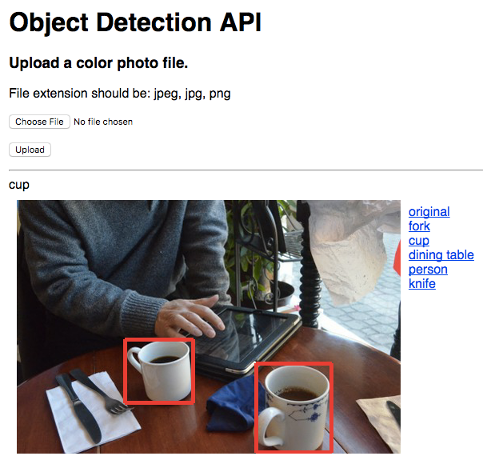 Object Detection API
Upload a color photo file.
File extension should be: jpeg, jpg, png
Choose File No file chosen
Upload
cup
original
fork
cup
dining table
person
knife